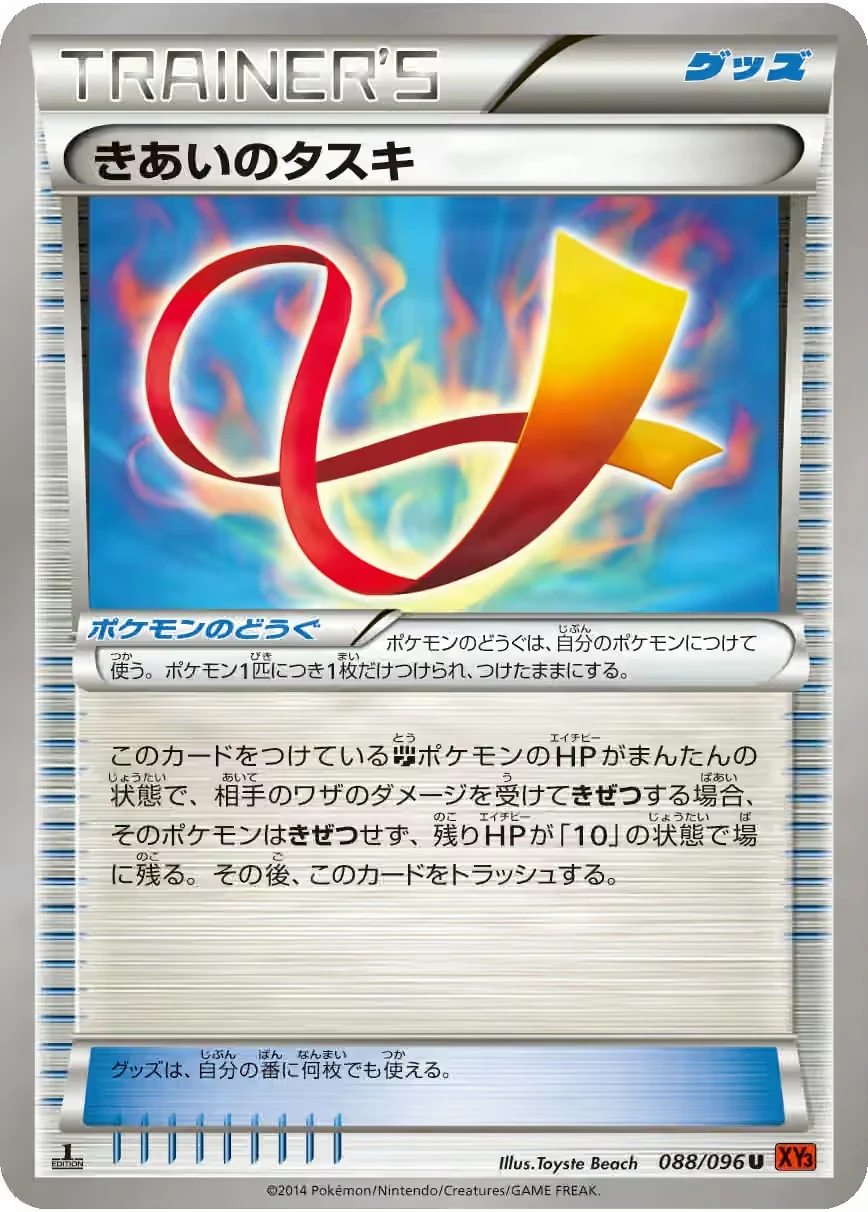 TRAINER'S
グッズ
きあいのタスキ
ポケモンのどうぐ
ポケモンのどうぐは、自分のポケモンにつけて
使う。ポケモン1匹につき1枚だけつけられ、つけたままにする。
このカードをつけている闘ポケモンのHPがまんたんの
状態で、相手のワザのダメージを受けてきぜつする場合、
そのポケモンはきぜつせず、残りHPが「10」の状態で場
に残る。その後、このカードをトラッシュする。
グッズは、自分の番に何枚でも使える。
1 EDITION
Illus.Toyste Beach 088/096 U XY3
©2014 Pokémon/Nintendo/Creatures/GAME FREAK.